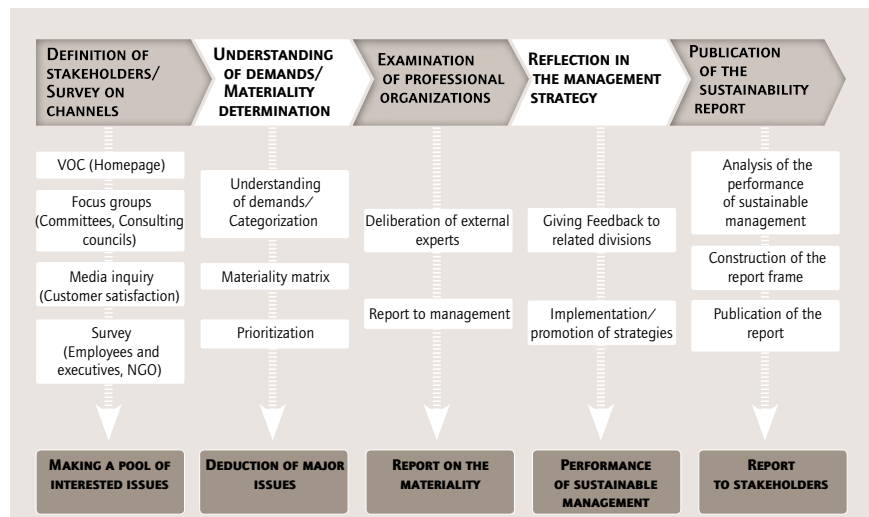 DEFINITION OF
STAKEHOLDERS/
SURVEY ON
CHANNELS
UNDERSTANDING
OF DEMANDS/
MATERIALITY
DETERMINATION
EXAMINATION
OF PROFESSIONAL
ORGANIZATIONS
REFLECTION IN
THE MANAGEMENT
STRATEGY
PUBLICATION
OF THE
SUSTAINABILITY
REPORT
VOC (Homepage)
Focus groups
(Committees, Consulting
councils)
Media inquiry
(Customer satisfaction)
Survey
(Employees and
executives, NGO)
Understanding
of demands/
Categorization
Materiality matrix
Prioritization
Deliberation of external
experts
Report to management
Giving Feedback to
related divisions
Implementation/
promotion of strategies
Analysis of the
performance
of sustainable
management
Construction of the
report frame
Publication of the
report
MAKING A POOL OF
INTERESTED ISSUES
DEDUCTION OF MAJOR
ISSUES
REPORT ON THE
MATERIALITY
PERFORMANCE
OF SUSTAINABLE
MANAGEMENT
REPORT
TO STAKEHOLDERS